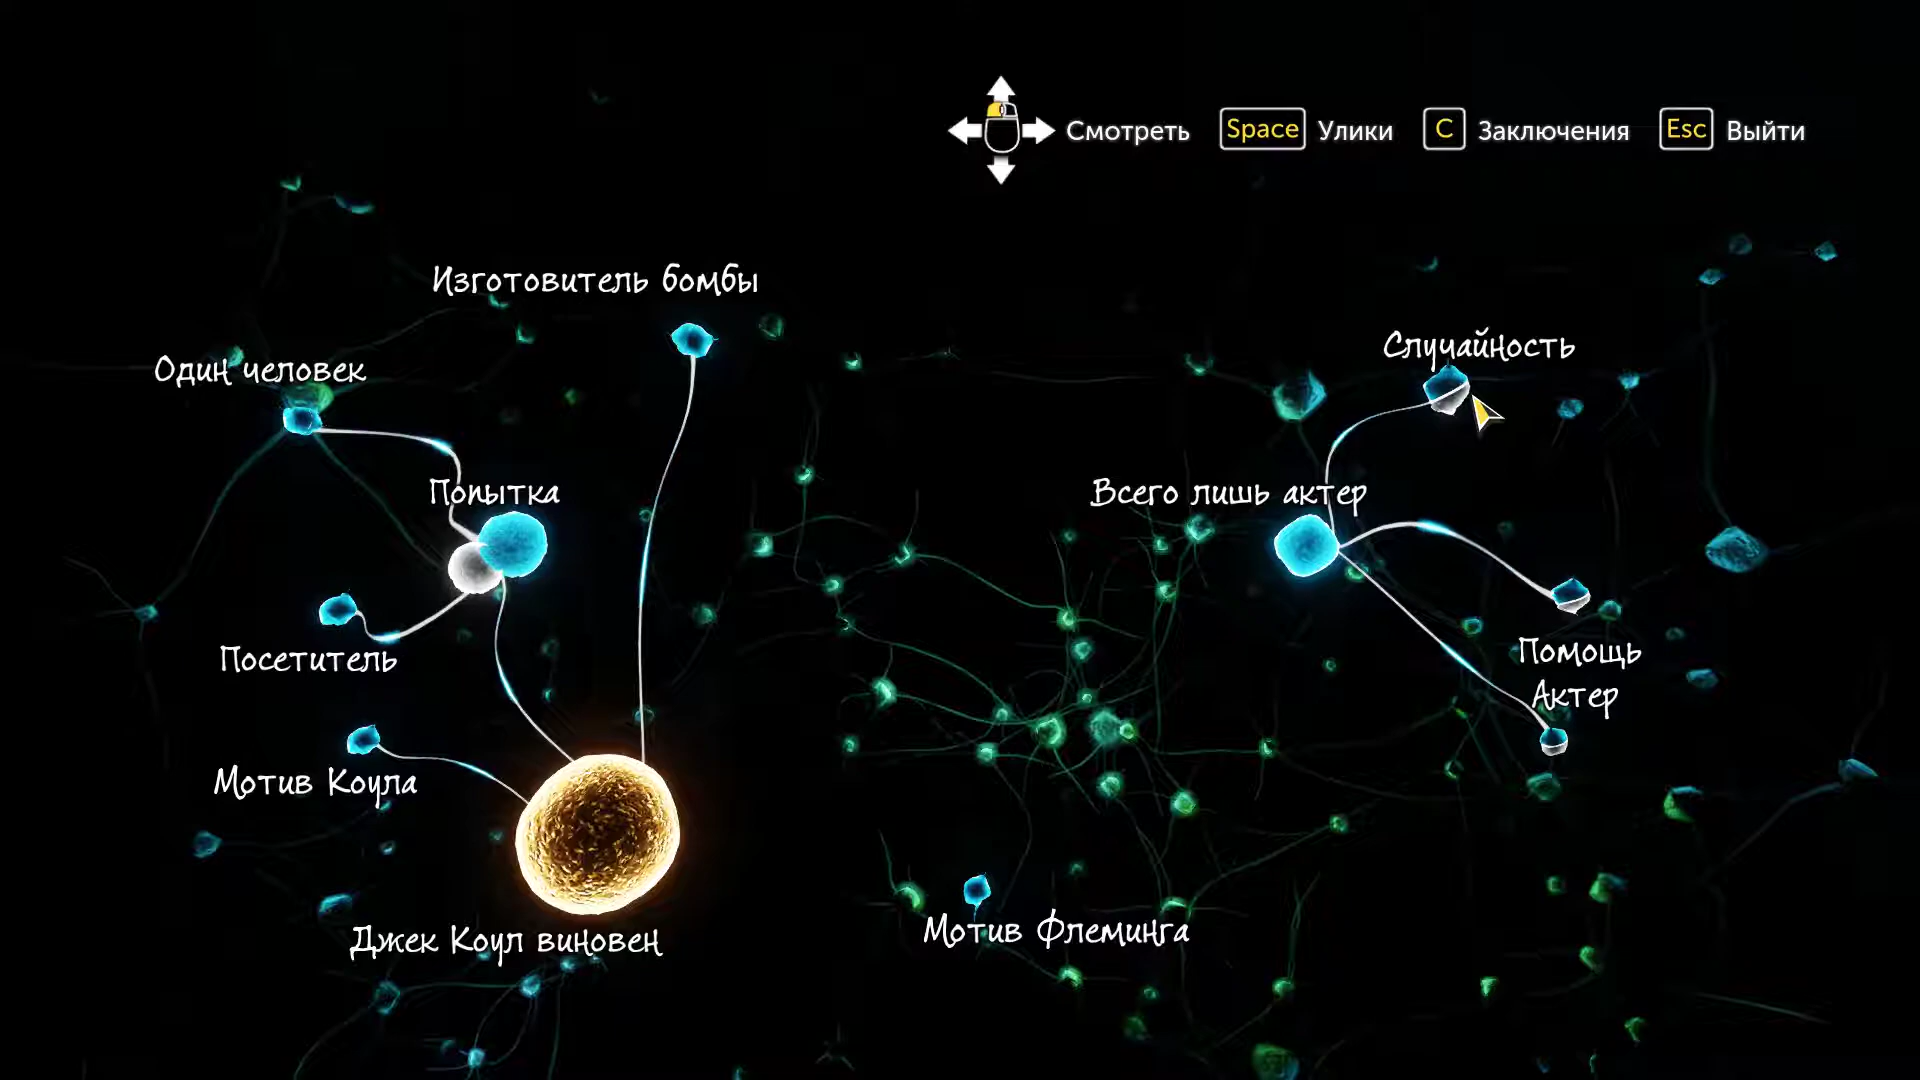 Смотреть Space Улики C Заключения Esc Выйти
Изготовитель бомбы
Случайность
Один человек
Попытка
Всего лишь актер
Посетитель
Помощь
Актер
Мотив Коула
Мотив Флеминга
Джек Коул виновен